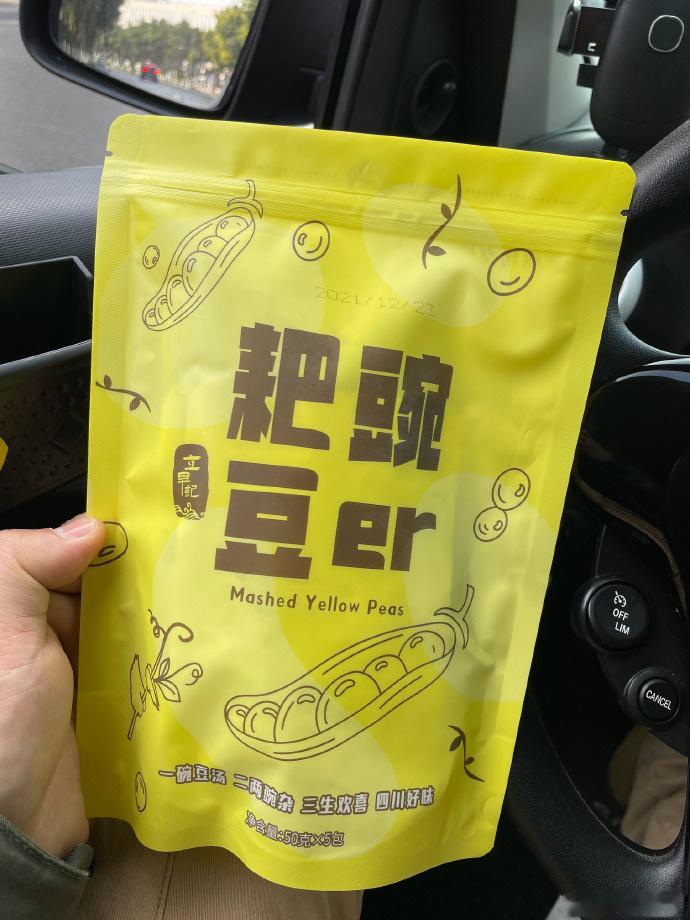 2021/12/23
耙豌
豆er
立早记
Mashed Yellow Peas
一碗豆汤 二两豌杂 三生欢喜 四川好味
净含量:50克×5包
OFF
LIM
CANCEL